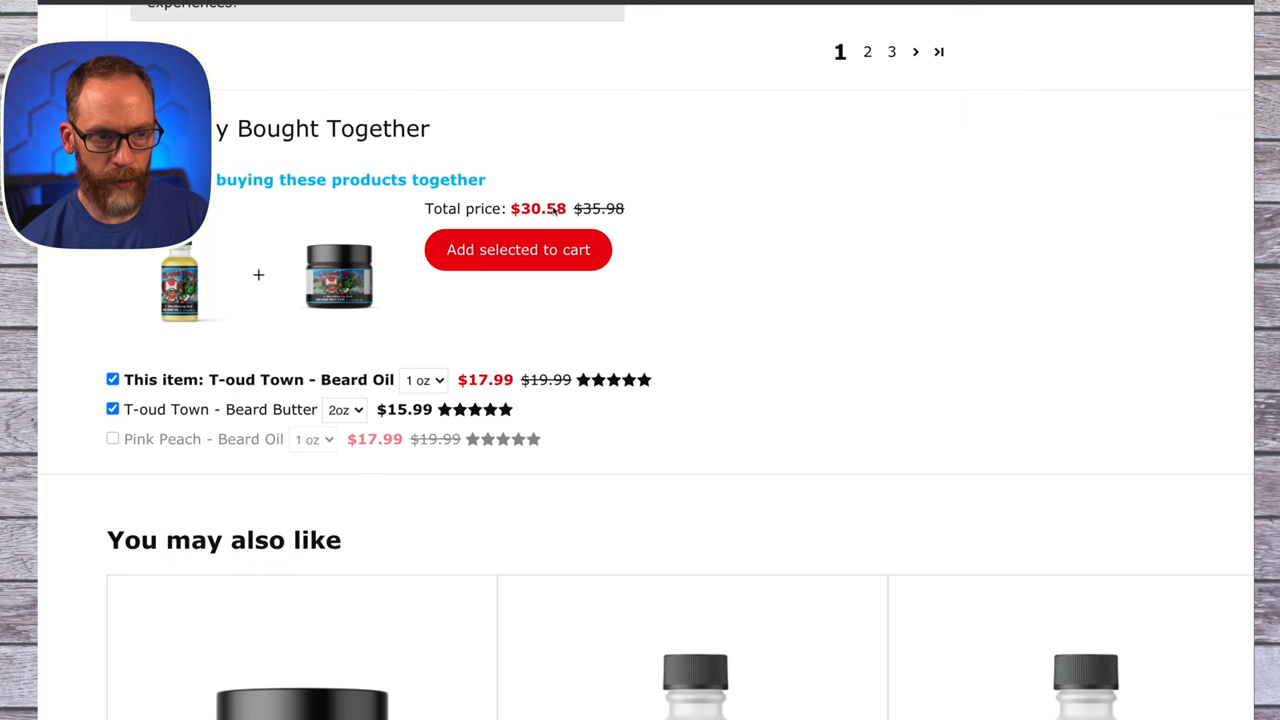 experiences.
1 2 3
y Bought Together
buying these products together
Total price: $30.58 $35.98
Add selected to cart
+
This item: T-oud Town - Beard Oil 1 oz $17.99 $19.99
T-oud Town - Beard Butter 2oz $15.99
Pink Peach - Beard Oil 1 oz $17.99 $19.99
You may also like